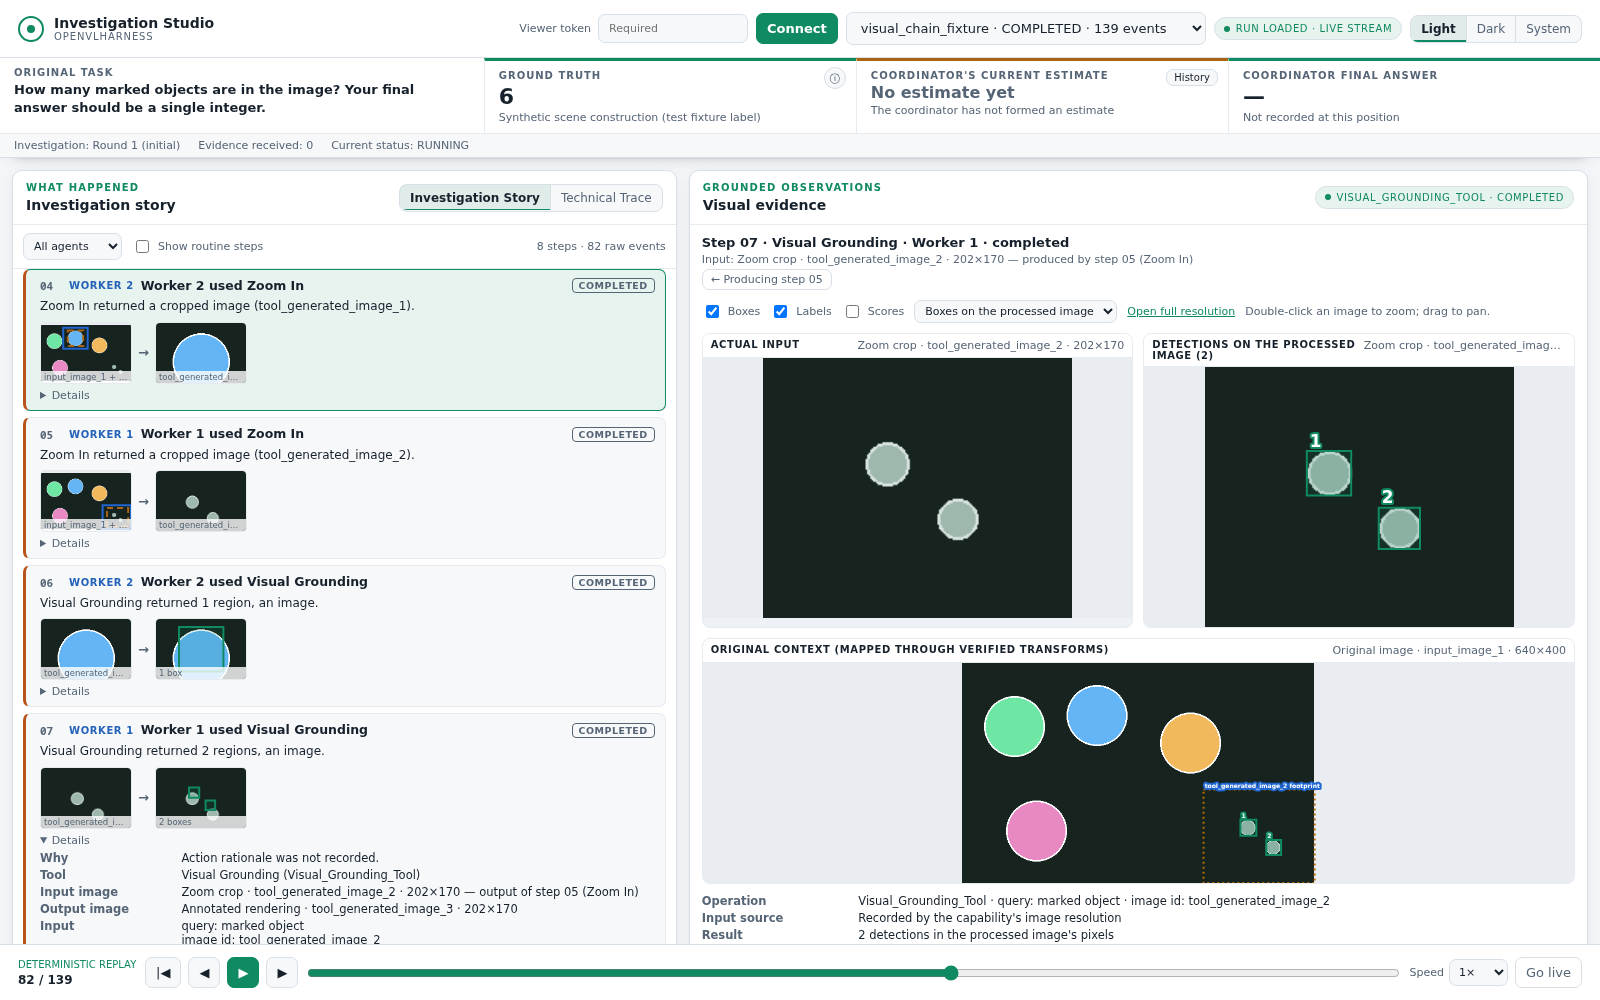 Investigation Studio
OPENVLHARNESS
Viewer token
Required
Connect
visual_chain_fixture · COMPLETED · 139 events
RUN LOADED · LIVE STREAM
Light
Dark
System
ORIGINAL TASK
How many marked objects are in the image? Your final
answer should be a single integer.
GROUND TRUTH
6
Synthetic scene construction (test fixture label)
COORDINATOR'S CURRENT ESTIMATE
History
No estimate yet
The coordinator has not formed an estimate
COORDINATOR FINAL ANSWER
—
Not recorded at this position
Investigation: Round 1 (initial)
Evidence received: 0
Current status: RUNNING
WHAT HAPPENED
Investigation story
Investigation Story
Technical Trace
All agents
Show routine steps
8 steps · 82 raw events
04 WORKER 2 Worker 2 used Zoom In COMPLETED
Zoom In returned a cropped image (tool_generated_image_1).
input_image_1 + ...
→
tool_generated_i...
▶ Details
05 WORKER 1 Worker 1 used Zoom In COMPLETED
Zoom In returned a cropped image (tool_generated_image_2).
input_image_1 + ...
→
tool_generated_i...
▶ Details
06 WORKER 2 Worker 2 used Visual Grounding COMPLETED
Visual Grounding returned 1 region, an image.
tool_generated_i...
→
1 box
▶ Details
07 WORKER 1 Worker 1 used Visual Grounding COMPLETED
Visual Grounding returned 2 regions, an image.
tool_generated_i...
→
2 boxes
▼ Details
Why Action rationale was not recorded.
Tool Visual Grounding (Visual_Grounding_Tool)
Input image Zoom crop · tool_generated_image_2 · 202×170 — output of step 05 (Zoom In)
Output image Annotated rendering · tool_generated_image_3 · 202×170
Input query: marked object
image id: tool_generated_image_2
GROUNDED OBSERVATIONS
Visual evidence
VISUAL_GROUNDING_TOOL · COMPLETED
Step 07 · Visual Grounding · Worker 1 · completed
Input: Zoom crop · tool_generated_image_2 · 202×170 — produced by step 05 (Zoom In)
← Producing step 05
Boxes
Labels
Scores
Boxes on the processed image
Open full resolution
Double-click an image to zoom; drag to pan.
ACTUAL INPUT
Zoom crop · tool_generated_image_2 · 202×170
DETECTIONS ON THE PROCESSED
IMAGE (2)
Zoom crop · tool_generated_imag...
1
2
ORIGINAL CONTEXT (MAPPED THROUGH VERIFIED TRANSFORMS)
Original image · input_image_1 · 640×400
tool_generated_image_2 footprint
1
2
Operation Visual_Grounding_Tool · query: marked object · image id: tool_generated_image_2
Input source Recorded by the capability's image resolution
Result 2 detections in the processed image's pixels
DETERMINISTIC REPLAY
82 / 139
Speed
1×
Go live